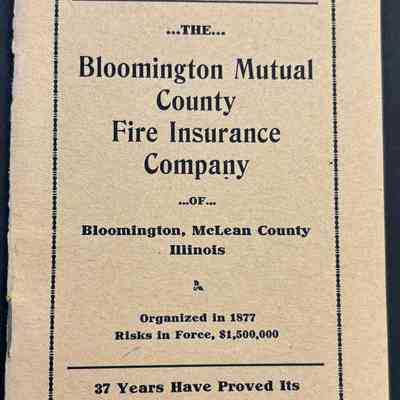 ...THE...
Bloomington Mutual
County
Fire Insurance
Company
...OF...
Bloomington, McLean County
Illinois
Organized in 1877
Risks in Force, $1,500,000
37 Years Have Proved Its